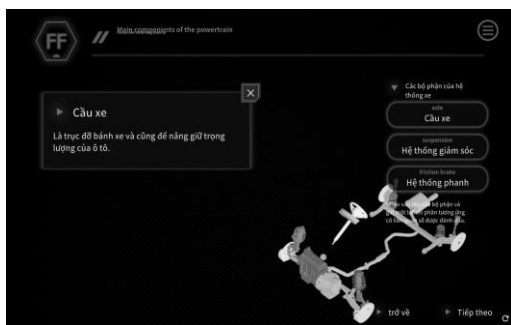 FF
Main components of the powertrain
Cầu xe
Là trục đỡ bánh xe và cũng để nâng giữ trọng
lượng của ô tô.
Các bộ phận của hệ
thống xe
axle
Cầu xe
suspension
Hệ thống giảm sóc
friction brake
Hệ thống phanh
trở về
Tiếp theo